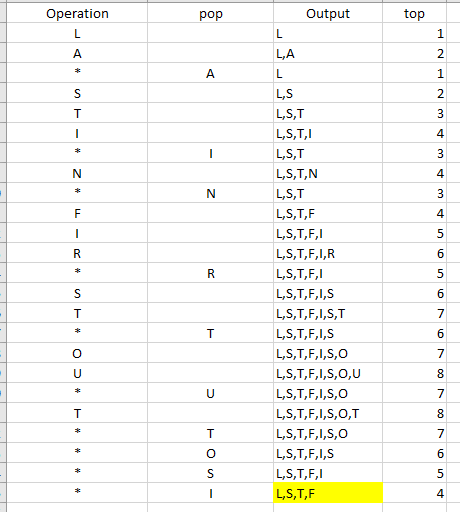 Operation pop Output top
L L 1
A L,A 2
* A L 1
S L,S 2
T L,S,T 3
I L,S,T,I 4
* I L,S,T 3
N L,S,T,N 4
* N L,S,T 3
F L,S,T,F 4
I L,S,T,F,I 5
R L,S,T,F,I,R 6
* R L,S,T,F,I 5
S L,S,T,F,I,S 6
T L,S,T,F,I,S,T 7
* T L,S,T,F,I,S 6
O L,S,T,F,I,S,O 7
U L,S,T,F,I,S,O,U 8
* U L,S,T,F,I,S,O 7
T L,S,T,F,I,S,O,T 8
* T L,S,T,F,I,S,O 7
* O L,S,T,F,I,S 6
* S L,S,T,F,I 5
* I L,S,T,F 4